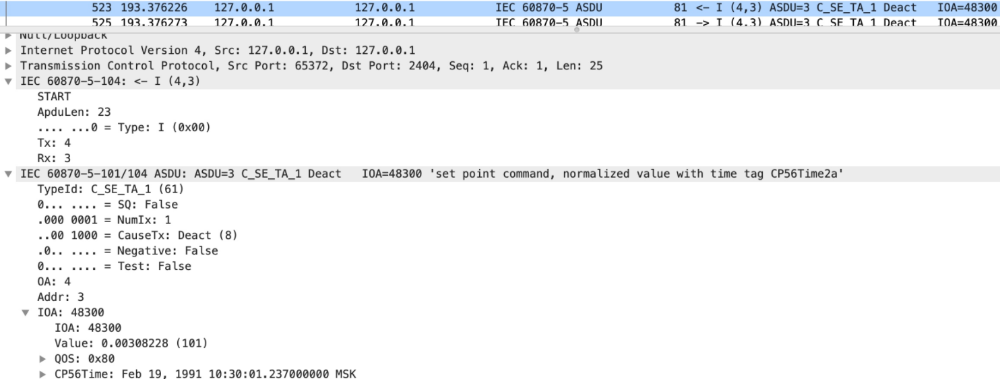 523 193.376226 127.0.0.1 127.0.0.1 IEC 60870-5 ASDU 81 <- I (4,3) ASDU=3 C_SE_TA_1 Deact IOA=48300
525 193.376273 127.0.0.1 127.0.0.1 IEC 60870-5 ASDU 81 -> I (4,3) ASDU=3 C_SE_TA_1 Deact IOA=48300
Null/Loopback
Internet Protocol Version 4, Src: 127.0.0.1, Dst: 127.0.0.1
Transmission Control Protocol, Src Port: 65372, Dst Port: 2404, Seq: 1, Ack: 1, Len: 25
IEC 60870-5-104: <- I (4,3)
START
ApduLen: 23
.... ...0 = Type: I (0x00)
Tx: 4
Rx: 3
IEC 60870-5-101/104 ASDU: ASDU=3 C_SE_TA_1 Deact IOA=48300 'set point command, normalized value with time tag CP56Time2a'
TypeId: C_SE_TA_1 (61)
0... .... = SQ: False
.000 0001 = NumIx: 1
..00 1000 = CauseTx: Deact (8)
.0.. .... = Negative: False
0... .... = Test: False
OA: 4
Addr: 3
IOA: 48300
IOA: 48300
Value: 0.00308228 (101)
QOS: 0x80
CP56Time: Feb 19, 1991 10:30:01.237000000 MSK